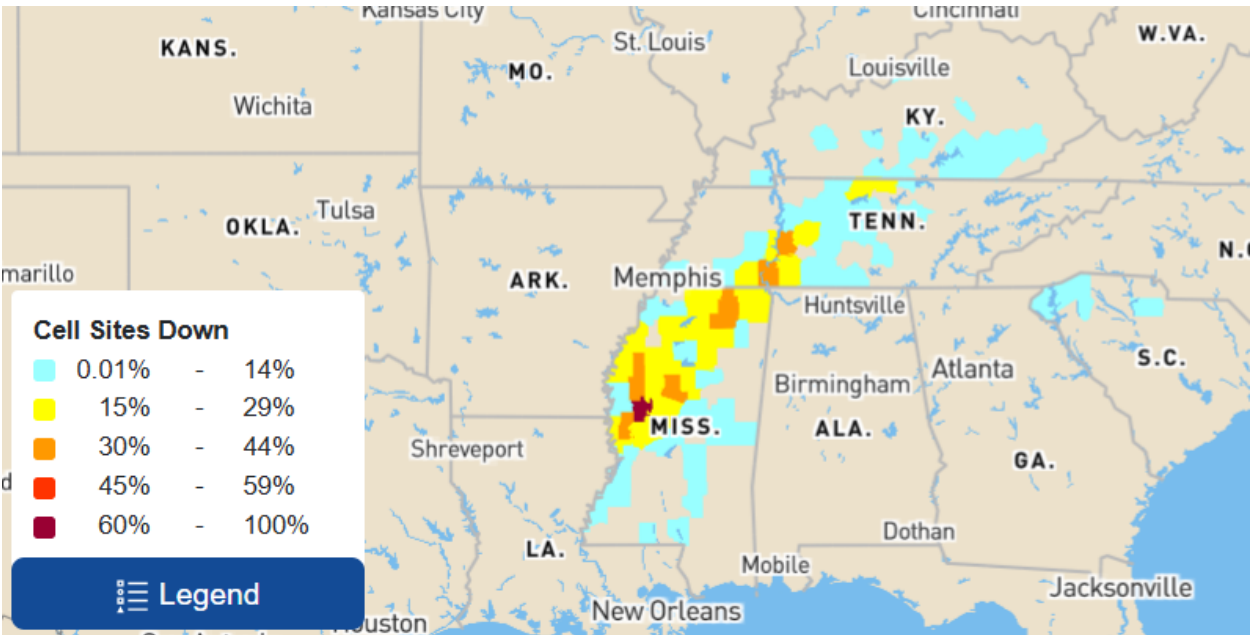 Kansas City
Cincinnati
KANS.
St. Louis
W.VA.
MO.
Louisville
Wichita
KY.
Tulsa
OKLA.
TENN.
N.C
marillo
ARK.
Memphis
Huntsville
Cell Sites Down
0.01% - 14%
15% - 29%
30% - 44%
45% - 59%
60% - 100%
Legend
S.C.
Atlanta
Birmingham
MISS.
ALA.
Shreveport
GA.
d
Dothan
LA.
Mobile
Jacksonville
New Orleans
Houston